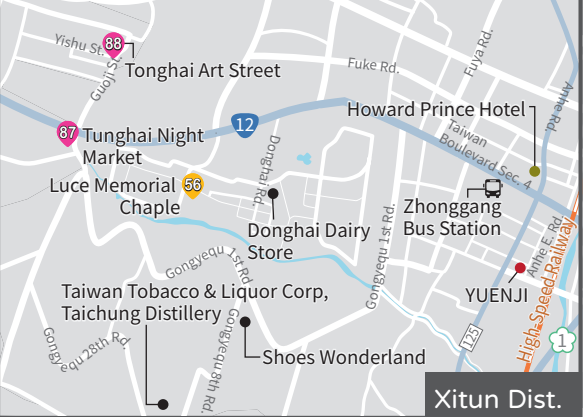 88
Yishu St.
Guoji St.
Tonghai Art Street
Fuke Rd.
Fuya Rd.
Anhe Rd.
Howard Prince Hotel
12
Taiwan
Boulevard Sec. 4
87
Tunghai Night
Market
Donghai Rd.
Luce Memorial
Chaple
56
Zhonggang
Bus Station
Donghai Dairy
Store
Gongyequ 1st Rd.
Gongyequ 1st Rd.
Anhe E. Rd.
High-Speed Railway
YUENJI
Taiwan Tobacco & Liquor Corp,
Taichung Distillery
Gongyequ 28th Rd.
Gongyequ 8th Rd.
Shoes Wonderland
125
1
Xitun Dist.